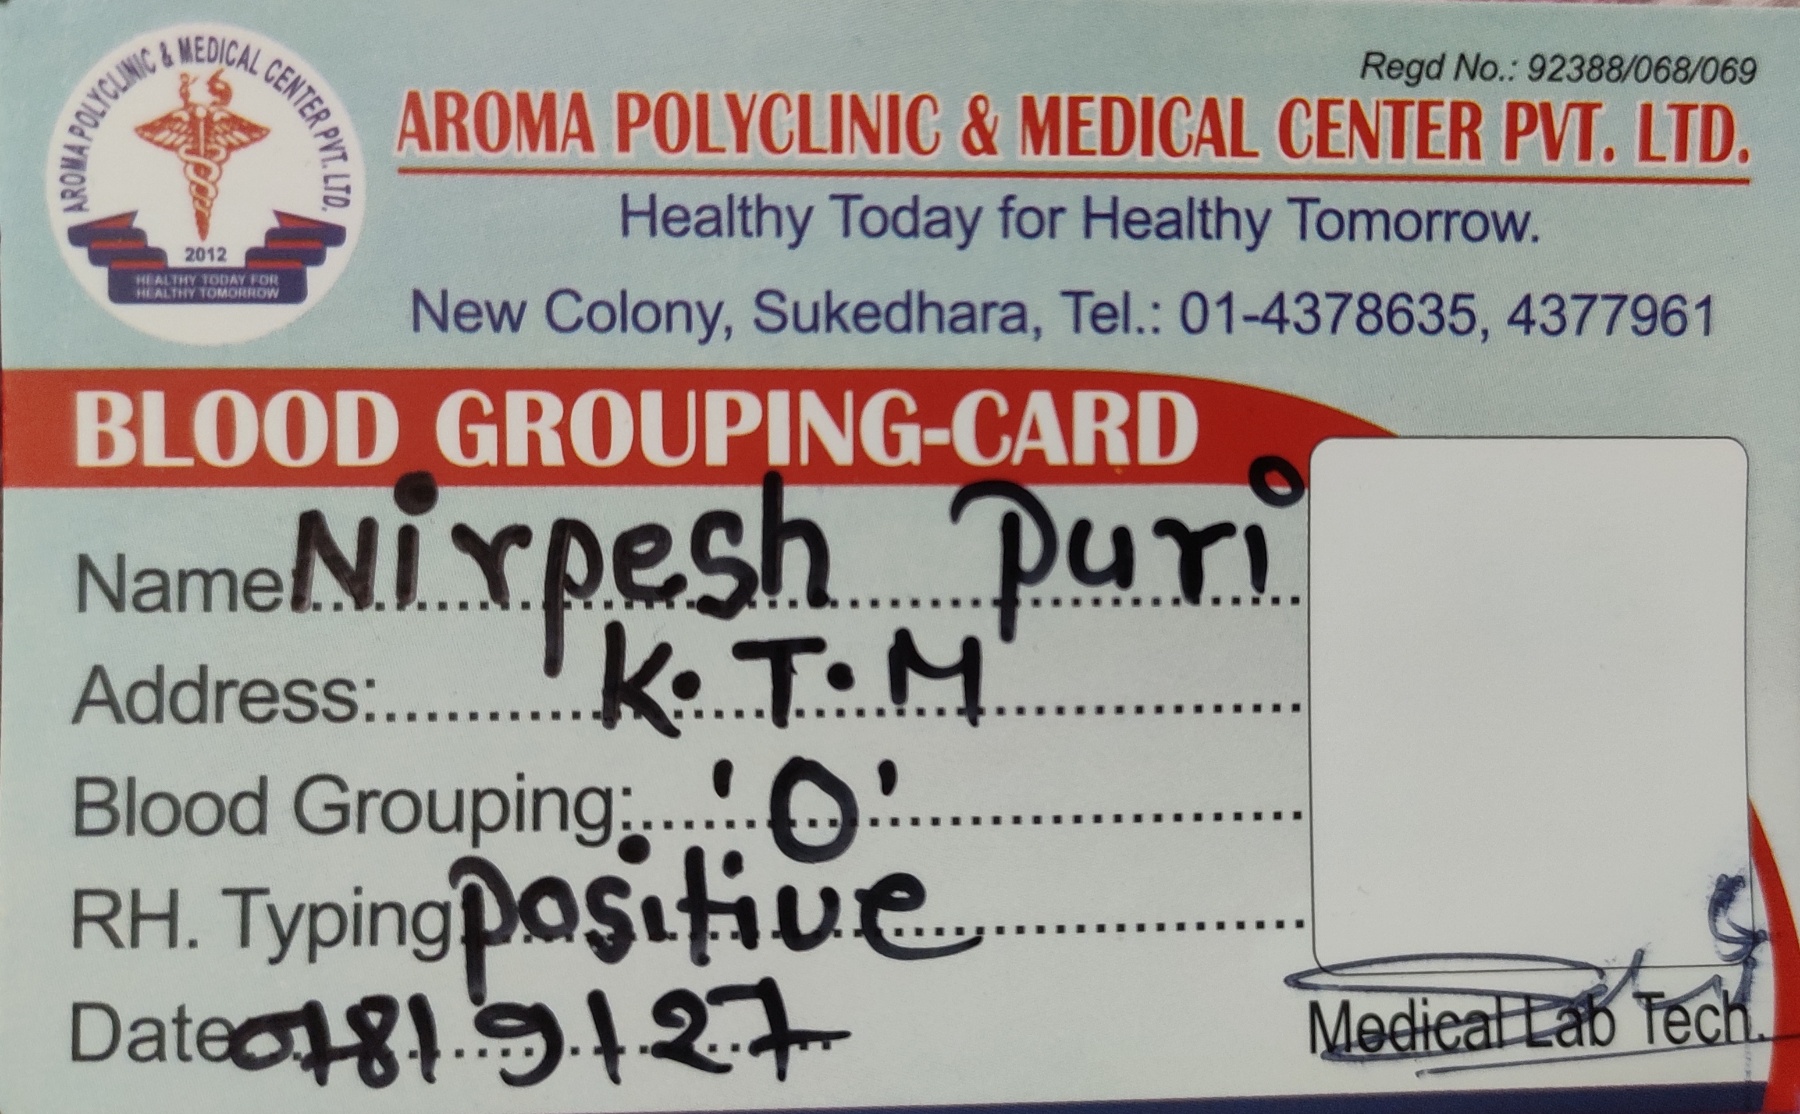 AROMA POLYCLINIC & MEDICAL CENTER PVT. LTD.
2012
HEALTHY TODAY FOR
HEALTHY TOMORROW
Regd No.: 92388/068/069
AROMA POLYCLINIC & MEDICAL CENTER PVT. LTD.
Healthy Today for Healthy Tomorrow.
New Colony, Sukedhara, Tel.: 01-4378635, 4377961
BLOOD GROUPING-CARD
Name Nirpesh Puri
Address: K.T.M
Blood Grouping: 'O'
RH. Typing positive
Date 078/9/27
Medical Lab Tech.